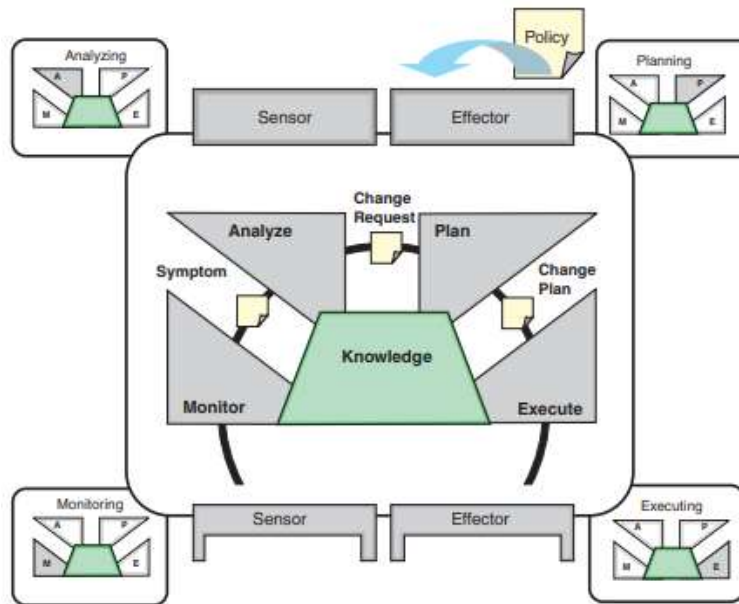 Policy
Analyzing
A
P
M
E
Planning
A
P
M
E
Sensor
Effector
Change
Request
Analyze
Plan
Symptom
Change
Plan
Knowledge
Monitor
Execute
Monitoring
A
P
M
E
Sensor
Effector
Executing
A
P
M
E